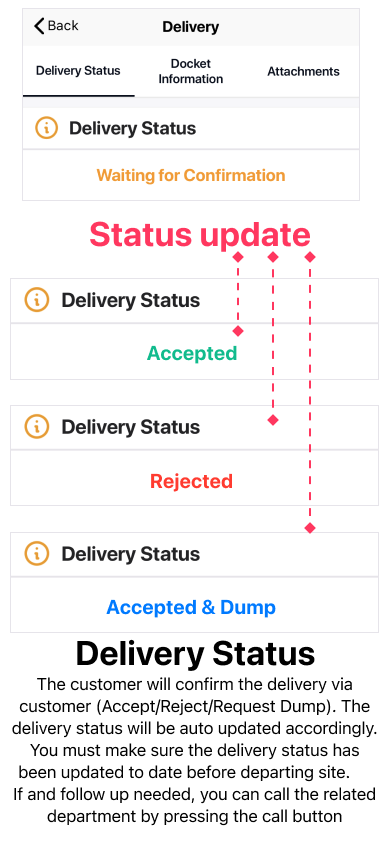 Back
Delivery
Delivery Status
Docket
Information
Attachments
Delivery Status
Waiting for Confirmation
Status update
Delivery Status
Accepted
Delivery Status
Rejected
Delivery Status
Accepted & Dump
Delivery Status
The customer will confirm the delivery via
customer (Accept/Reject/Request Dump). The
delivery status will be auto updated accordingly.
You must make sure the delivery status has
been updated to date before departing site.
If and follow up needed, you can call the related
department by pressing the call button